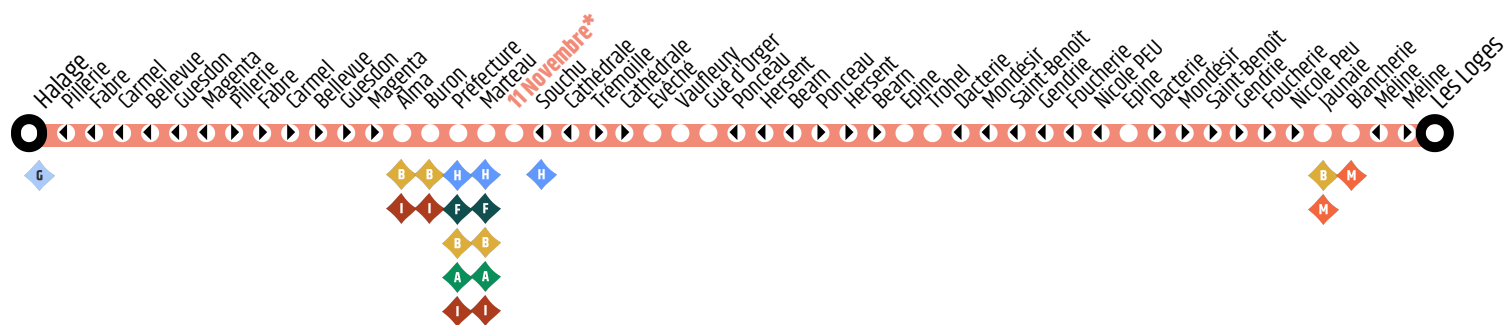 Halage
Pillerie
Fabre
Carmel
Bellevue
Guesdon
Magenta
Pillerie
Fabre
Carmel
Bellevue
Guesdon
Magenta
Alma
Buron
Préfecture
Marteau
11 Novembre*
Souchu
Cathédrale
Trémoille
Cathédrale
Evêché
Vaufleury
Gué d'Orger
Ponceau
Hersent
Bearn
Ponceau
Hersent
Bearn
Epine
Trohel
Dacterie
Mondésir
Saint-Benoît
Gendrie
Foucherie
Nicole PEU
Epine
Dacterie
Mondésir
Saint-Benoît
Gendrie
Foucherie
Nicole Peu
Jaunaie
Blancherie
Méline
Méline
Les Loges
G
B B H H H B M
I I F F M
B B
A A
I I